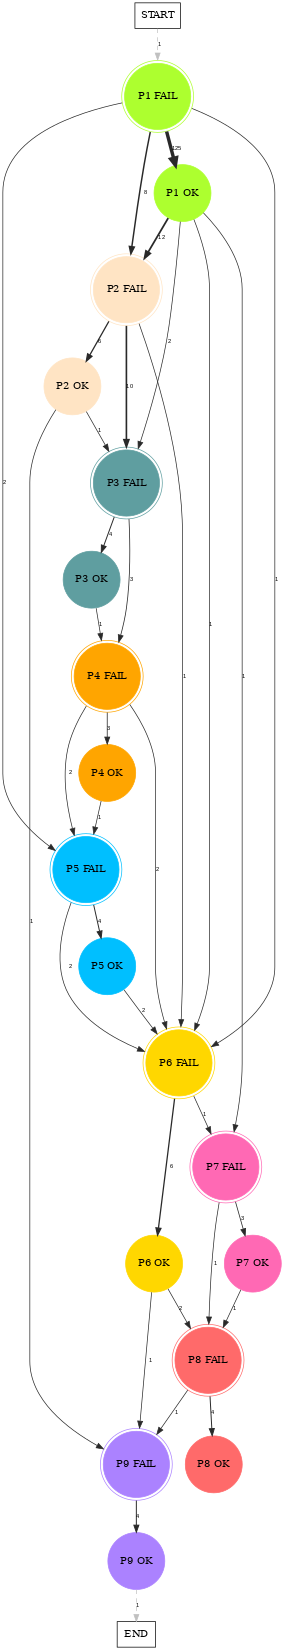 START
1
P1 FAIL
125
8
P1 OK
12
P2 FAIL
2
6
P2 OK
10
1
P3 FAIL
4
2
3
P3 OK
1
1
1
1
1
P4 FAIL
3
2
P4 OK
2
1
P5 FAIL
1
4
P5 OK
2
2
P6 FAIL
1
6
P7 FAIL
3
P6 OK
1
P7 OK
2
1
1
P8 FAIL
1
4
P9 FAIL
P8 OK
4
P9 OK
1
END